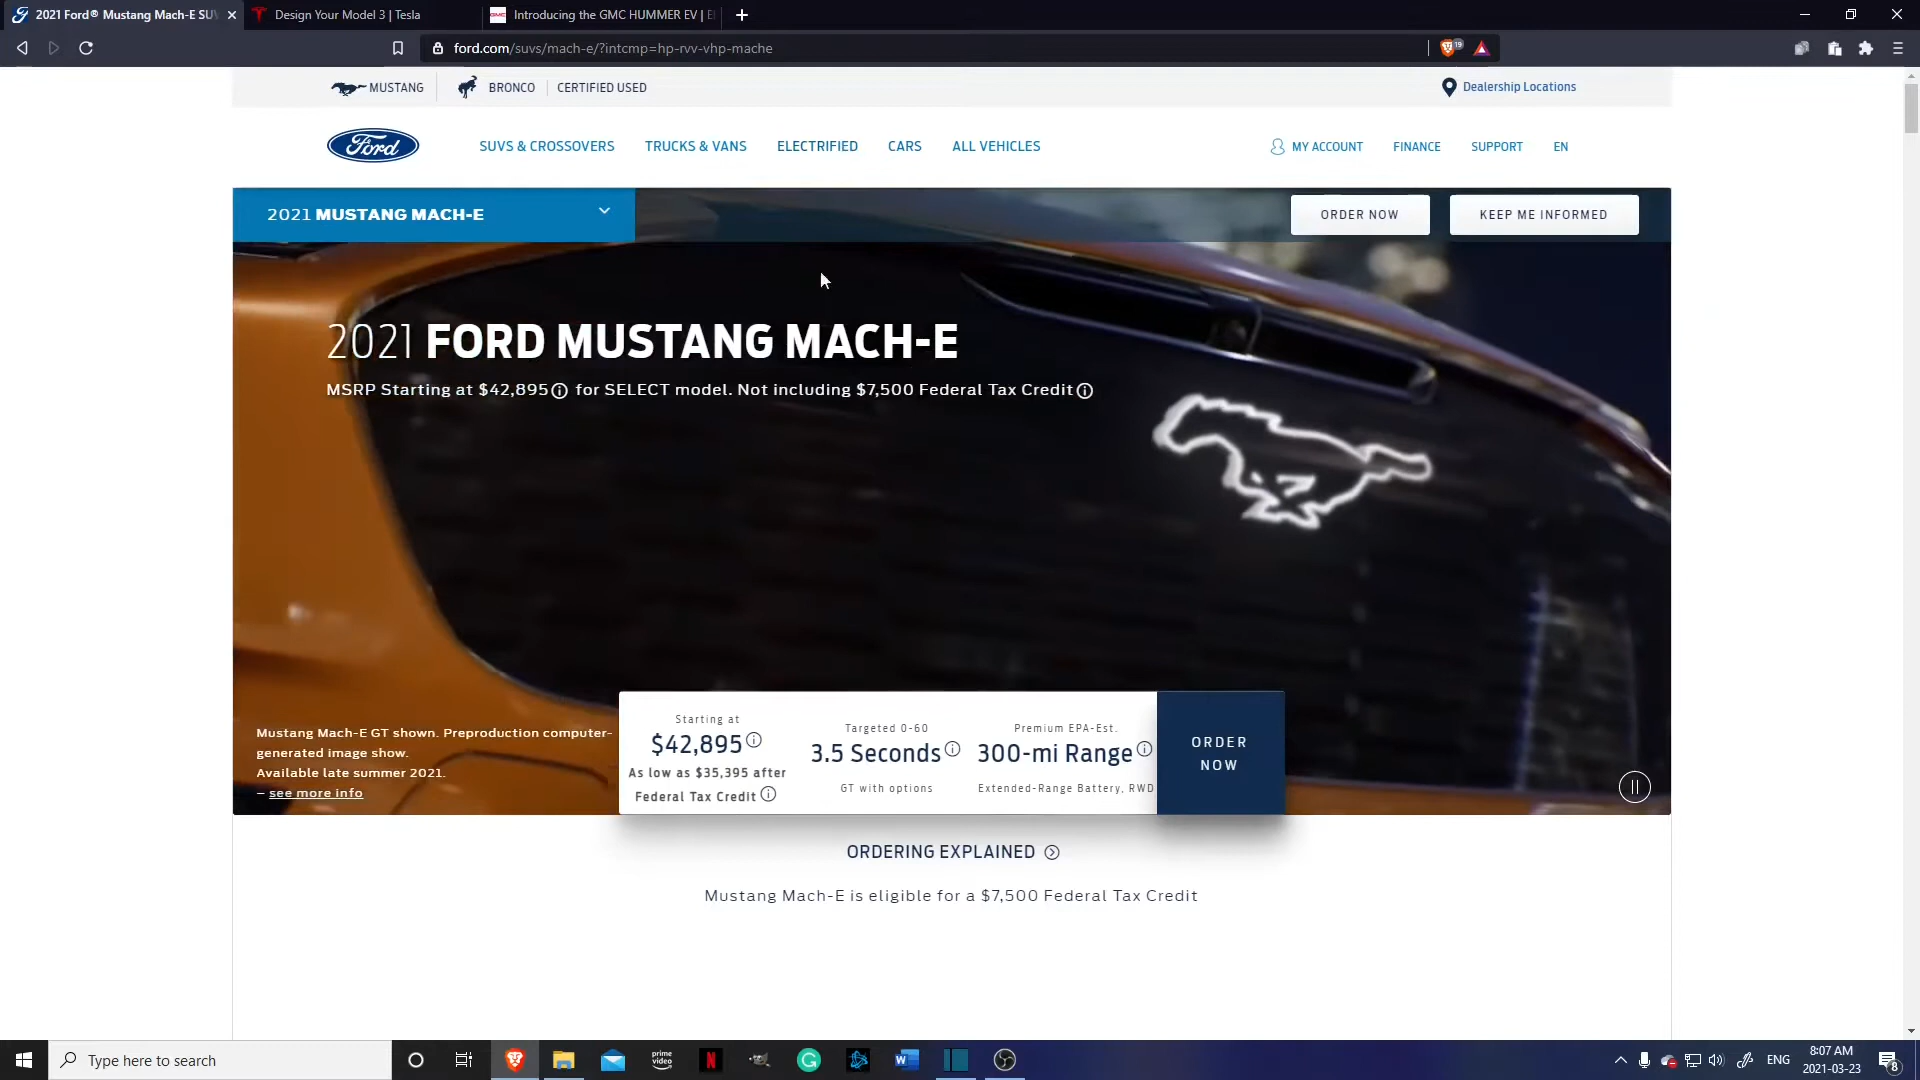 2021 Ford® Mustang Mach-E SU
Design Your Model 3 | Tesla
GMC
Introducing the GMC HUMMER EV |
ford.com/suvs/mach-e/?intcmp=hp-rvv-vhp-mache
19
MUSTANG
BRONCO
CERTIFIED USED
Dealership Locations
Ford
SUVS & CROSSOVERS
TRUCKS & VANS
ELECTRIFIED
CARS
ALL VEHICLES
MY ACCOUNT
FINANCE
SUPPORT
EN
2021 MUSTANG MACH-E
ORDER NOW
KEEP ME INFORMED
2021 FORD MUSTANG MACH-E
MSRP Starting at $42,895 for SELECT model. Not including $7,500 Federal Tax Credit
Mustang Mach-E GT shown. Preproduction computer-
generated image show.
Available late summer 2021.
– see more info
Starting at
$42,895
As low as $35,395 after
Federal Tax Credit
Targeted 0-60
3.5 Seconds
GT with options
Premium EPA-Est.
300-mi Range
Extended-Range Battery, RWD
ORDER
NOW
ORDERING EXPLAINED
Mustang Mach-E is eligible for a $7,500 Federal Tax Credit
Type here to search
prime video
N
G
W
ENG
8:07 AM
2021-03-23
8